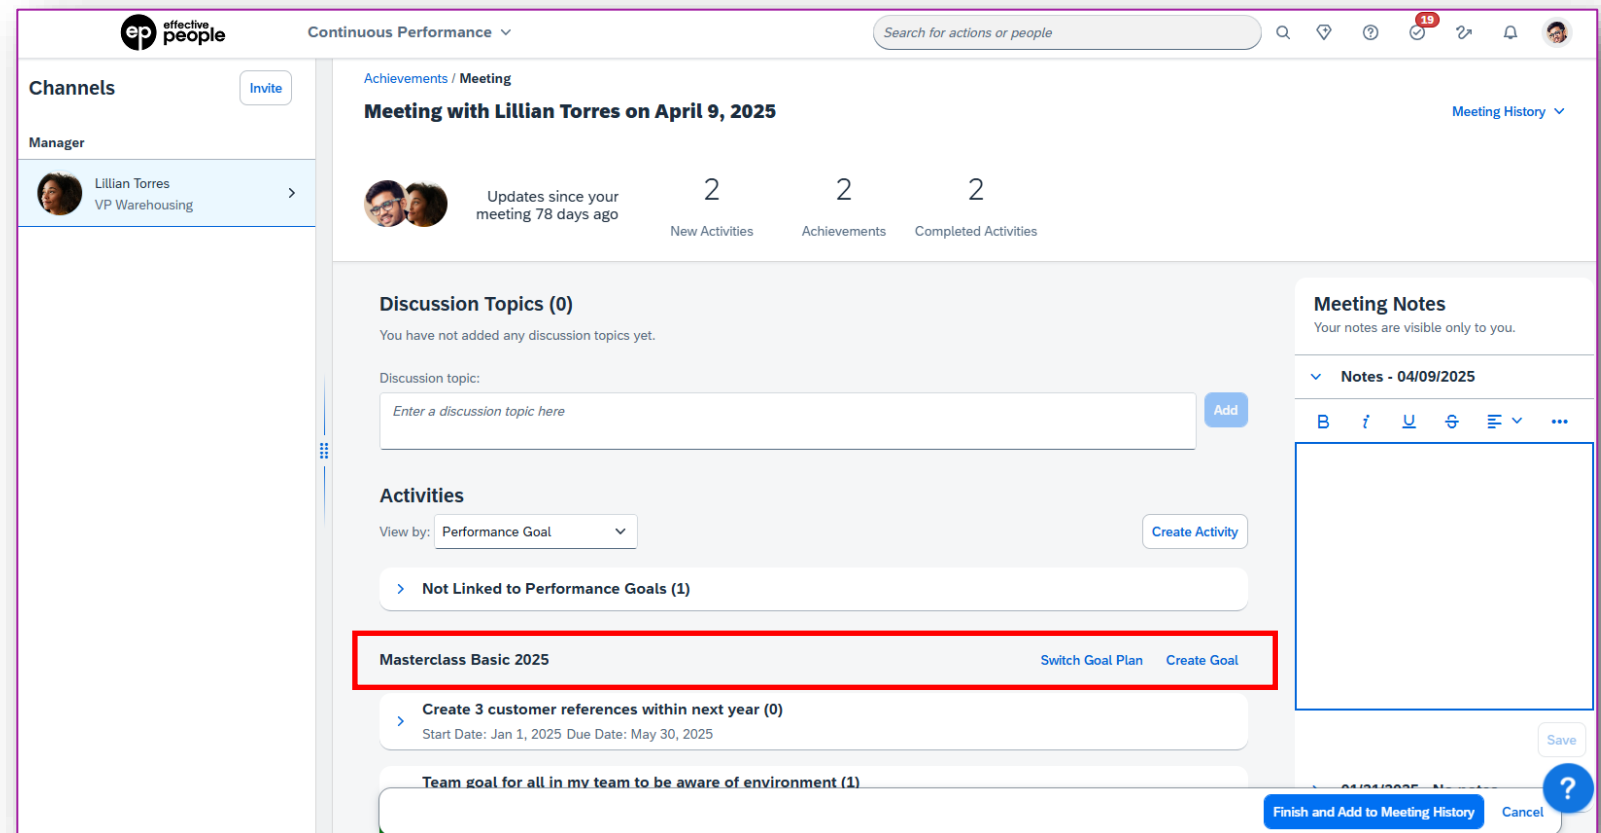 ep effective people
Continuous Performance
Search for actions or people
19
Channels
Invite
Manager
Lillian Torres
VP Warehousing
Achievements / Meeting
Meeting with Lillian Torres on April 9, 2025
Meeting History
Updates since your
meeting 78 days ago
2
New Activities
2
Achievements
2
Completed Activities
Discussion Topics (0)
You have not added any discussion topics yet.
Discussion topic:
Enter a discussion topic here
Add
Activities
View by: Performance Goal
Create Activity
Not Linked to Performance Goals (1)
Masterclass Basic 2025
Switch Goal Plan
Create Goal
Create 3 customer references within next year (0)
Start Date: Jan 1, 2025 Due Date: May 30, 2025
Team goal for all in my team to be aware of environment (1)
Meeting Notes
Your notes are visible only to you.
Notes - 04/09/2025
B i U S
Save
01/21/2025 - No notes
?
Finish and Add to Meeting History
Cancel